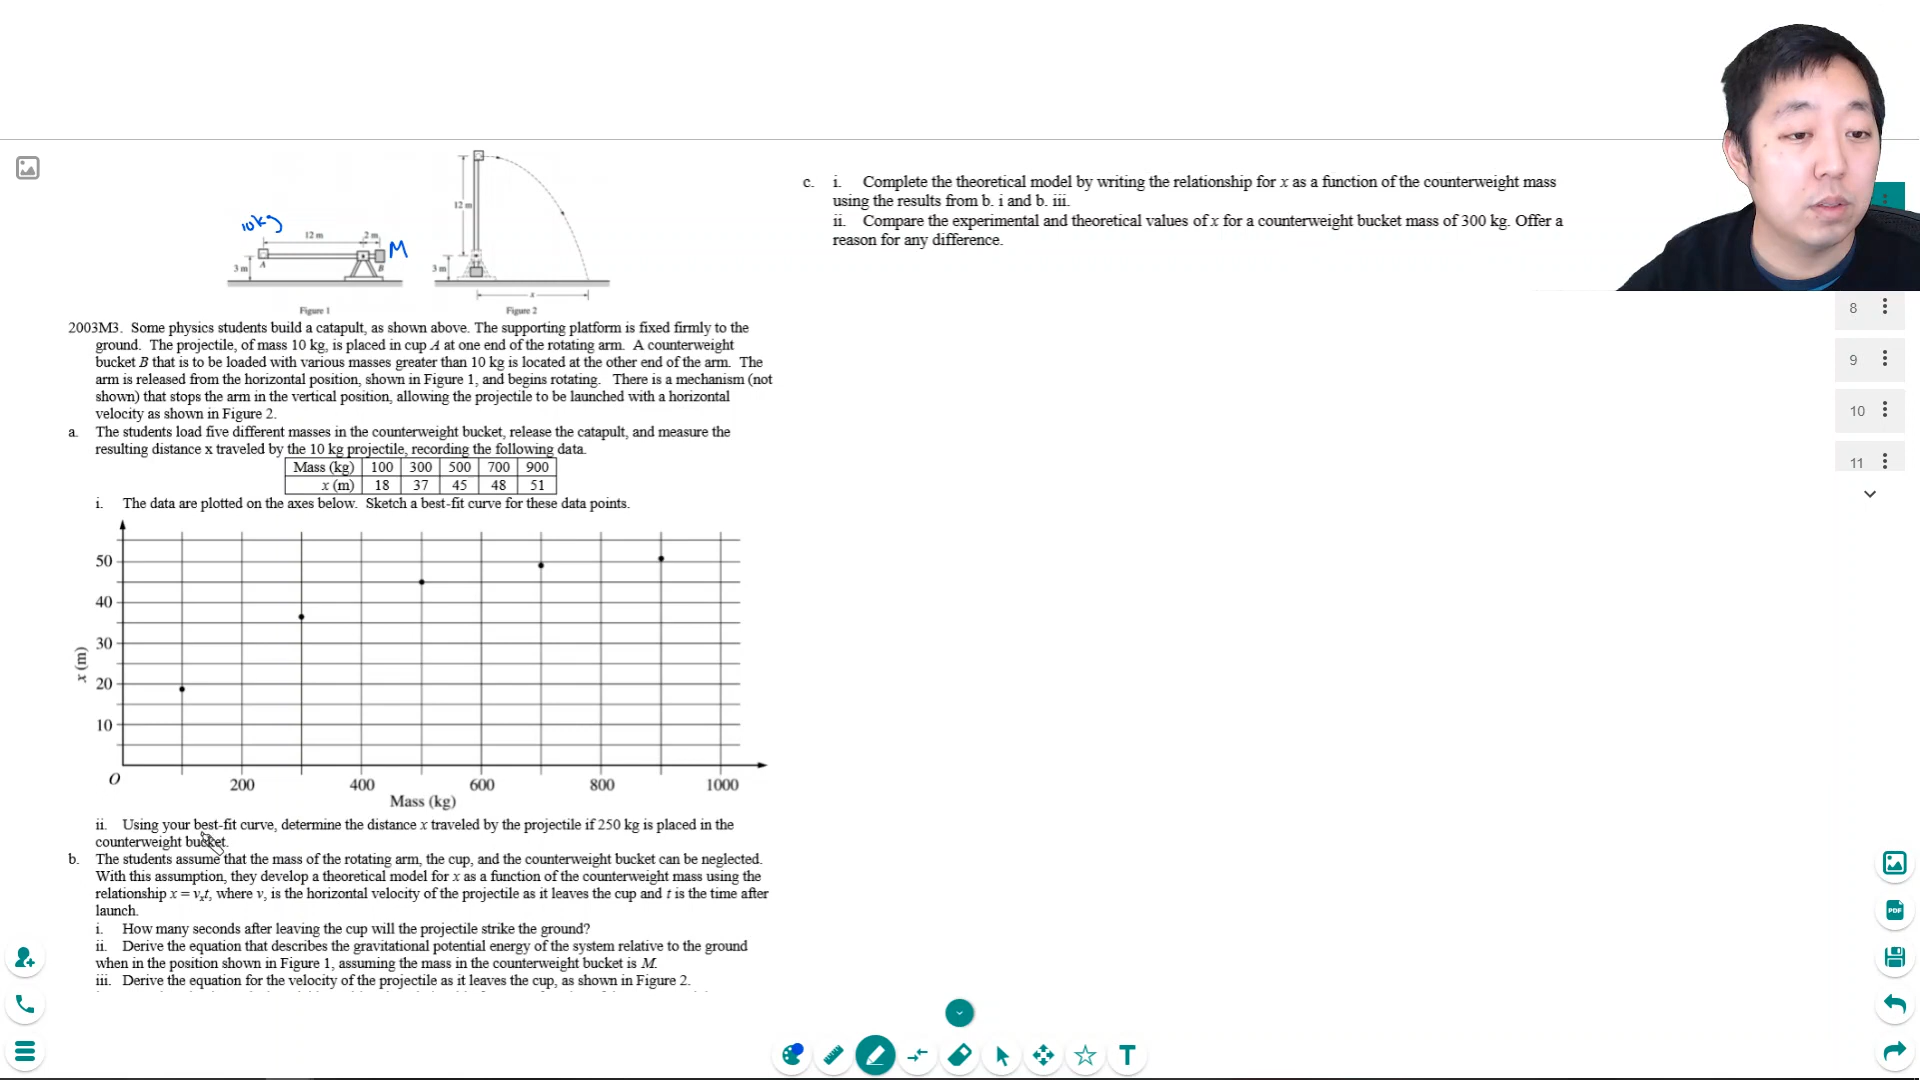 10kg
12 m
2 m
M
3 m
A
B
Figure 1
12 m
3 m
x
Figure 2
2003M3. Some physics students build a catapult, as shown above. The supporting platform is fixed firmly to the
ground. The projectile, of mass 10 kg, is placed in cup A at one end of the rotating arm. A counterweight
bucket B that is to be loaded with various masses greater than 10 kg is located at the other end of the arm. The
arm is released from the horizontal position, shown in Figure 1, and begins rotating. There is a mechanism (not
shown) that stops the arm in the vertical position, allowing the projectile to be launched with a horizontal
velocity as shown in Figure 2.
a. The students load five different masses in the counterweight bucket, release the catapult, and measure the
resulting distance x traveled by the 10 kg projectile, recording the following data.
Mass (kg) 100 300 500 700 900
x (m) 18 37 45 48 51
i. The data are plotted on the axes below. Sketch a best-fit curve for these data points.
50
40
30
20
10
x (m)
O
200 400 600 800 1000
Mass (kg)
ii. Using your best-fit curve, determine the distance x traveled by the projectile if 250 kg is placed in the
counterweight bucket.
b. The students assume that the mass of the rotating arm, the cup, and the counterweight bucket can be neglected.
With this assumption, they develop a theoretical model for x as a function of the counterweight mass using the
relationship x = vₓt, where v, is the horizontal velocity of the projectile as it leaves the cup and t is the time after
launch.
i. How many seconds after leaving the cup will the projectile strike the ground?
ii. Derive the equation that describes the gravitational potential energy of the system relative to the ground
when in the position shown in Figure 1, assuming the mass in the counterweight bucket is M.
iii. Derive the equation for the velocity of the projectile as it leaves the cup, as shown in Figure 2.
c. i. Complete the theoretical model by writing the relationship for x as a function of the counterweight mass
using the results from b. i and b. iii.
ii. Compare the experimental and theoretical values of x for a counterweight bucket mass of 300 kg. Offer a
reason for any difference.
8
9
10
11
PDF
T